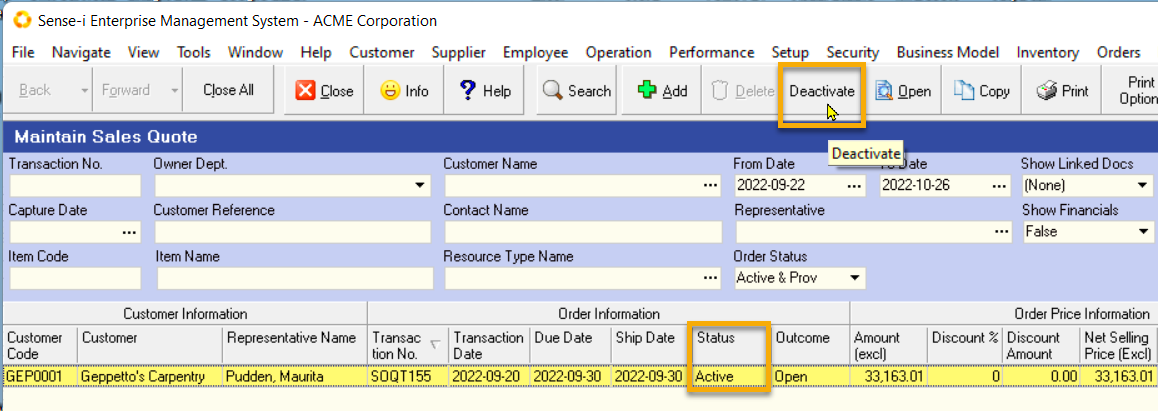 Sense-i Enterprise Management System - ACME Corporation
File Navigate View Tools Window Help Customer Supplier Employee Operation Performance Setup Security Business Model Inventory Orders
Back Forward Close All Close Info Help Search Add Delete Deactivate Open Copy Print Print
Option
Maintain Sales Quote
Deactivate
Transaction No. Owner Dept. Customer Name From Date Date Show Linked Docs
2022-09-22 ... 2022-10-26 ... (None)
Capture Date Customer Reference Contact Name Representative Show Financials
False
Item Code Item Name Resource Type Name Order Status
Active & Prov
Customer Information Order Information Order Price Information
Customer Customer Representative Name Transac Transaction Due Date Ship Date Status Outcome Amount Discount % Discount Net Selling
Code tion No. Date (excl) Amount Price (Excl)
GEP0001 Geppetto's Carpentry Pudden, Maurita SOQT155 2022-09-20 2022-09-30 2022-09-30 Active Open 33,163.01 0 0.00 33,163.01